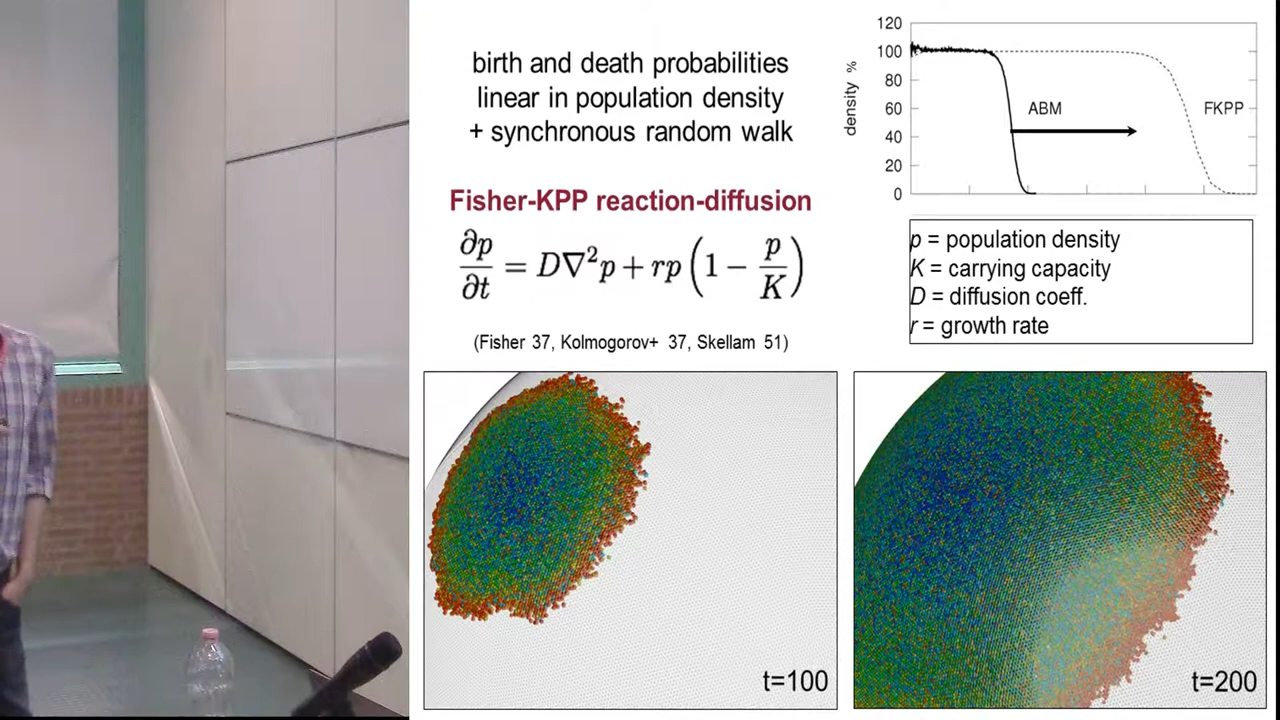 birth and death probabilities
linear in population density
+ synchronous random walk
Fisher-KPP reaction-diffusion
∂p/∂t = D∇²p + rp(1 − p/K)
(Fisher 37, Kolmogorov+ 37, Skellam 51)
120
100
80
60
40
20
0
density %
ABM
FKPP
p = population density
K = carrying capacity
D = diffusion coeff.
r = growth rate
t=100
t=200